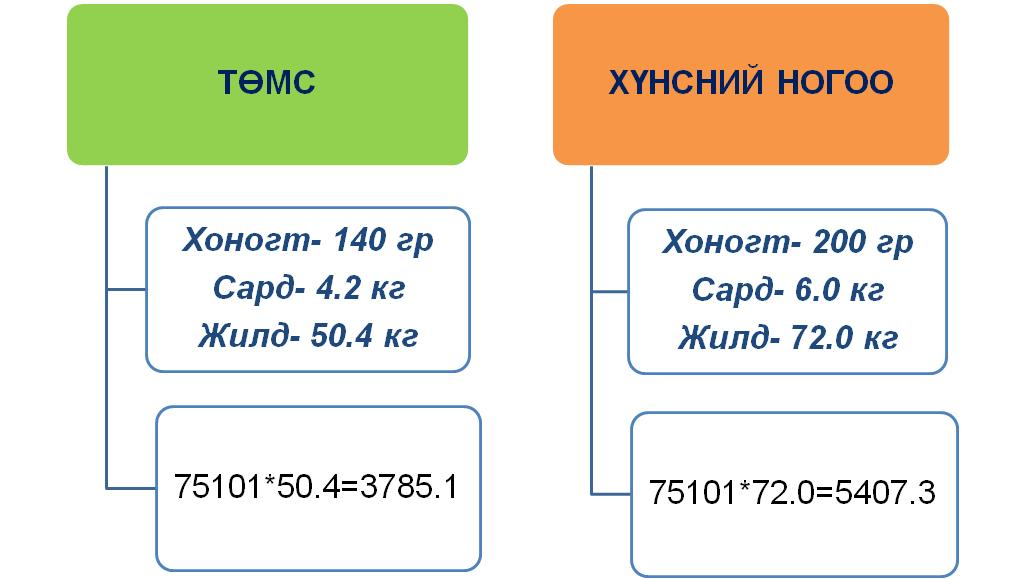 ТӨМС
Хоногт- 140 гр
Сард- 4.2 кг
Жилд- 50.4 кг
75101*50.4=3785.1
ХҮНСНИЙ НОГОО
Хоногт- 200 гр
Сард- 6.0 кг
Жилд- 72.0 кг
75101*72.0=5407.3